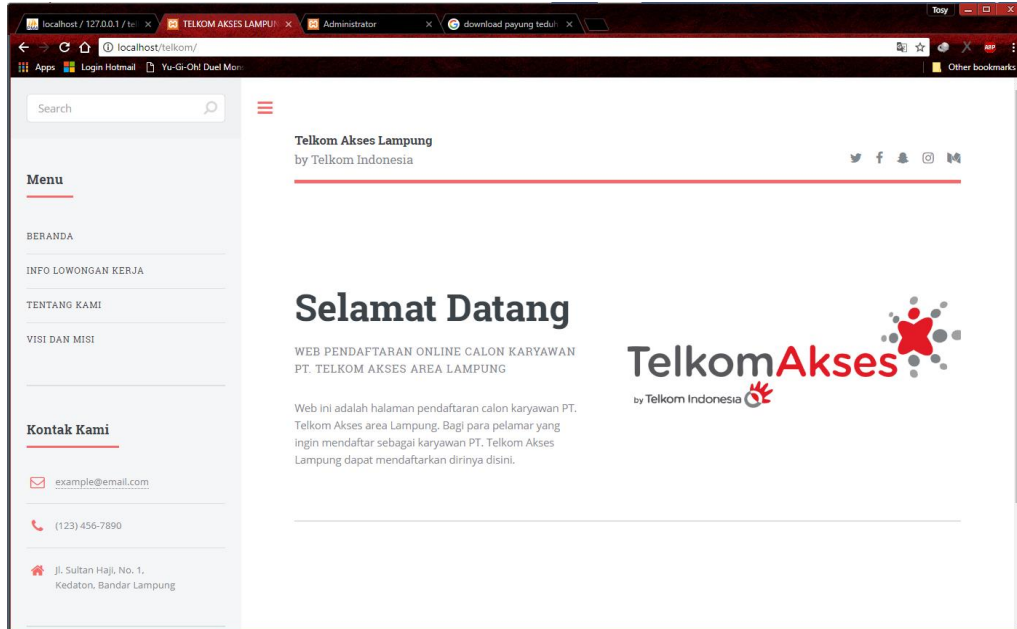 Tosy
localhost / 127.0.0.1 / te
TELKOM AKSES LAMPUN
Administrator
download payung teduh
localhost/telkom/
Apps
Login Hotmail
Yu-Gi-Oh! Duel Mon
Other bookmarks
ABP
Search
Telkom Akses Lampung
by Telkom Indonesia
Menu
BERANDA
INFO LOWONGAN KERJA
TENTANG KAMI
VISI DAN MISI
Selamat Datang
WEB PENDAFTARAN ONLINE CALON KARYAWAN
PT. TELKOM AKSES AREA LAMPUNG
Web ini adalah halaman pendaftaran calon karyawan PT.
Telkom Akses area Lampung. Bagi para pelamar yang
ingin mendaftar sebagai karyawan PT. Telkom Akses
Lampung dapat mendaftarkan dirinya disini.
TelkomAkses
by Telkom Indonesia
Kontak Kami
example@email.com
(123) 456-7890
Jl. Sultan Haji, No. 1,
Kedaton, Bandar Lampung